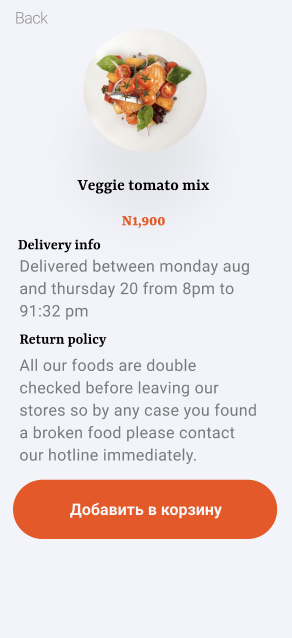 Back
Veggie tomato mix
N1,900
Delivery info
Delivered between monday aug
and thursday 20 from 8pm to
91:32 pm
Return policy
All our foods are double
checked before leaving our
stores so by any case you found
a broken food please contact
our hotline immediately.
Добавить в корзину